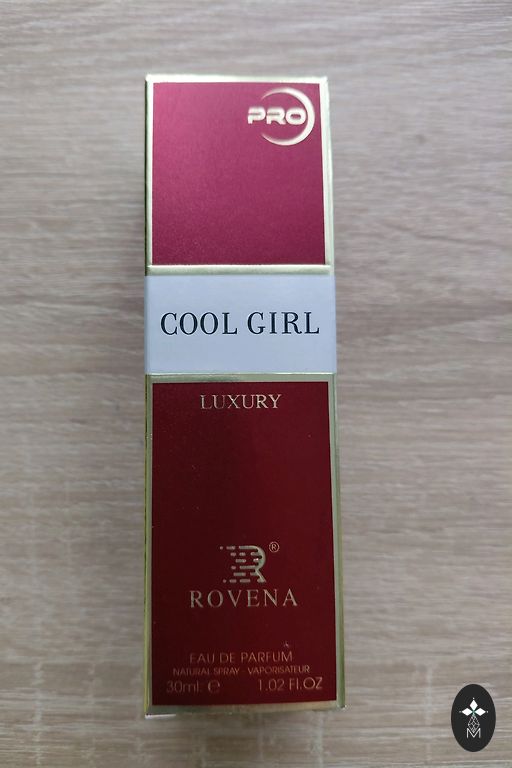 PRO
COOL GIRL
LUXURY
R®
ROVENA
EAU DE PARFUM
NATURAL SPRAY - VAPORISATEUR
30ml. ℮ 1.02 Fl.OZ
M